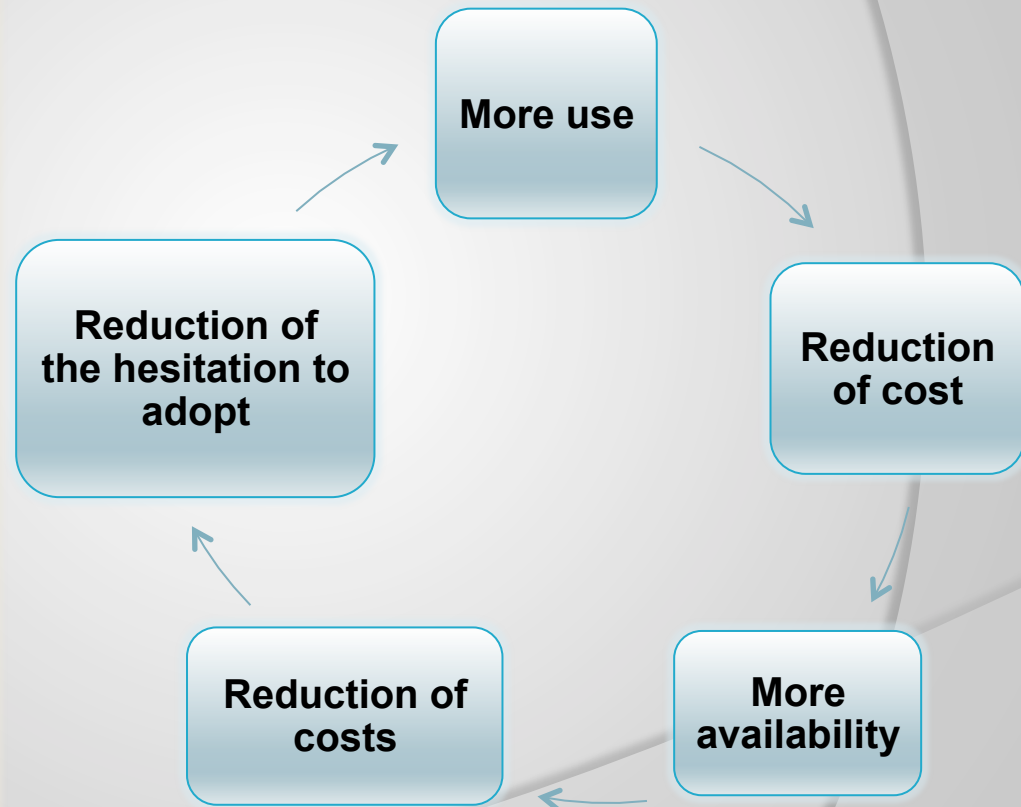 More use
Reduction
of cost
More
availability
Reduction of
costs
Reduction of
the hesitation to
adopt